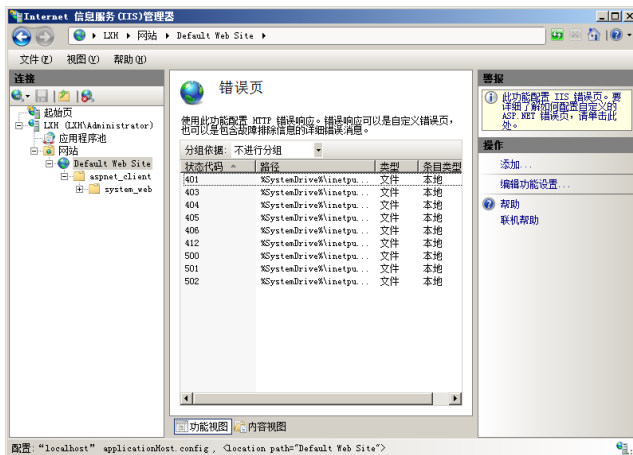 Internet 信息服务(IIS)管理器
LXH 网站 Default Web Site
文件(F) 视图(V) 帮助(H)
连接
起始页
LXH (LXH\Administrator)
应用程序池
网站
Default Web Site
aspnet_client
system_web
错误页
使用此功能配置 HTTP 错误响应。错误响应可以是自定义错误页，
也可以是包含故障排除信息的详细错误消息。
分组依据: 不进行分组
状态代码 路径 类型 条目类型
401 %SystemDrive%\inetpu... 文件 本地
403 %SystemDrive%\inetpu... 文件 本地
404 %SystemDrive%\inetpu... 文件 本地
405 %SystemDrive%\inetpu... 文件 本地
406 %SystemDrive%\inetpu... 文件 本地
412 %SystemDrive%\inetpu... 文件 本地
500 %SystemDrive%\inetpu... 文件 本地
501 %SystemDrive%\inetpu... 文件 本地
502 %SystemDrive%\inetpu... 文件 本地
功能视图 内容视图
警报
此功能配置 IIS 错误页。要
详细了解如何配置自定义的
ASP.NET 错误页，请单击此
处。
操作
添加...
编辑功能设置...
帮助
联机帮助
配置:“localhost” applicationHost.config , <location path="Default Web Site">